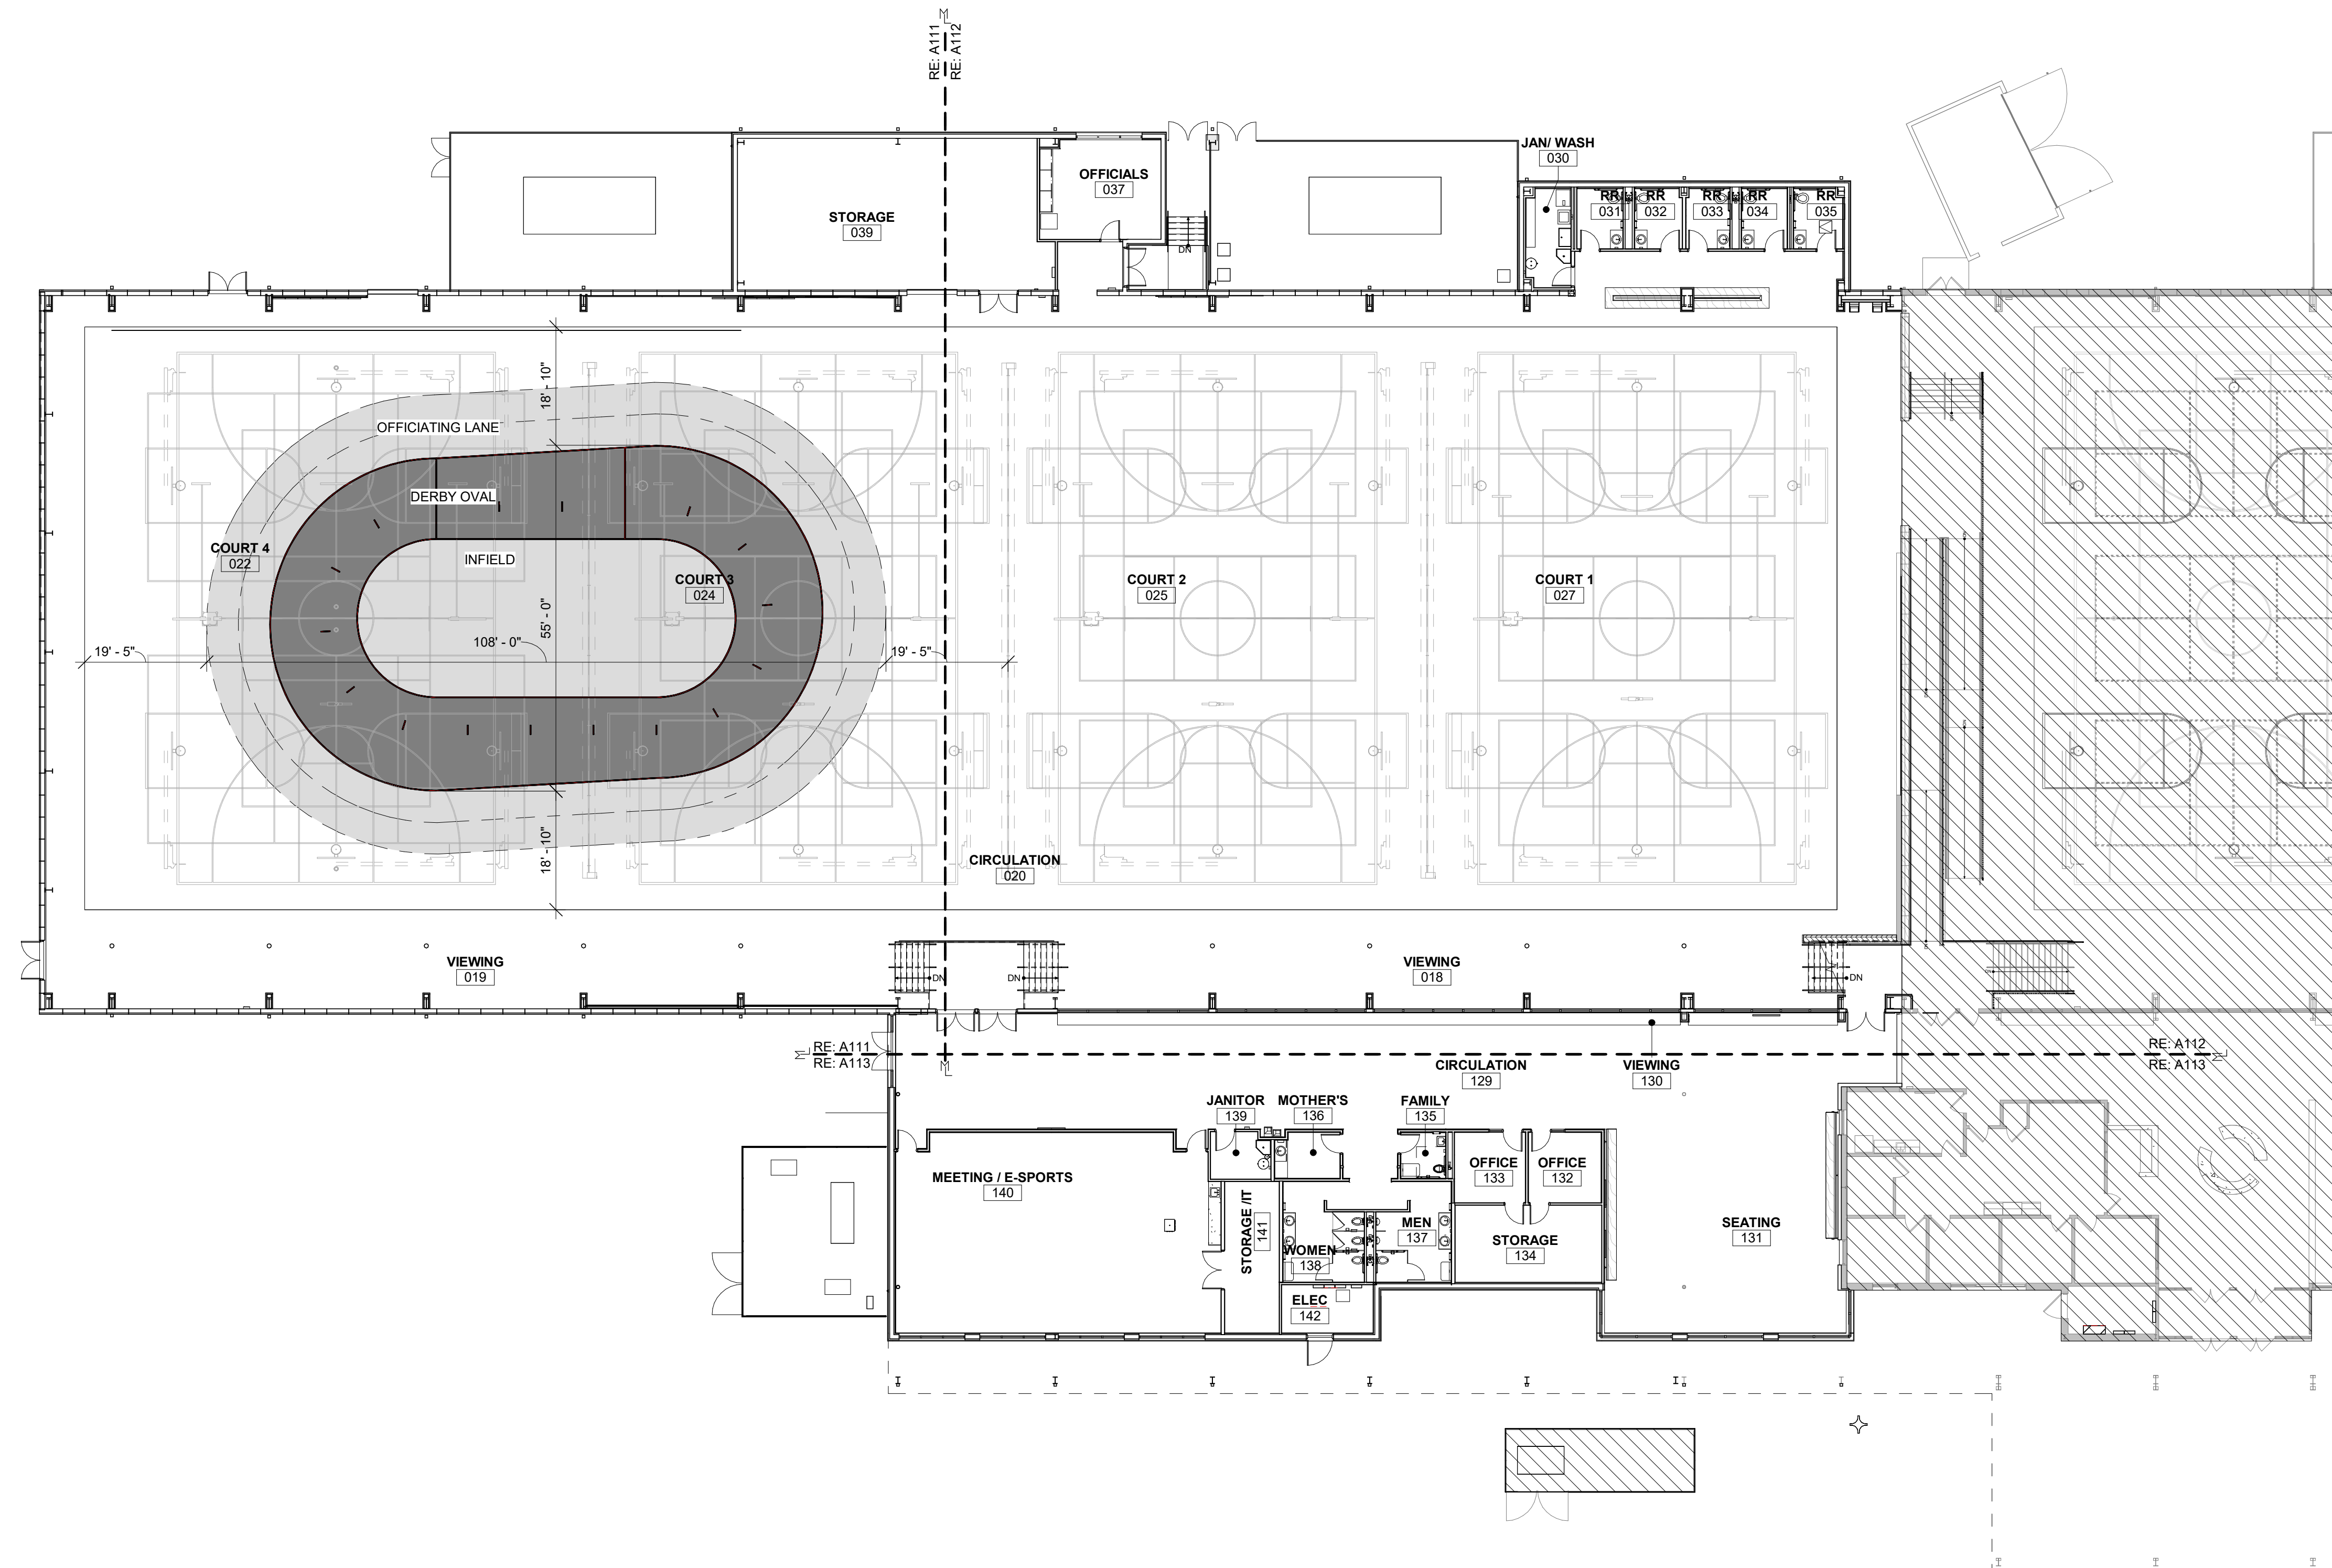 RE: A111
RE: A112
JAN/ WASH
030
OFFICIALS
037
STORAGE
039
RR
031
RR
032
RR
033
RR
034
RR
035
DN
18' - 10"
OFFICIATING LANE
DERBY OVAL
INFIELD
COURT 4
022
COURT 3
024
COURT 2
025
COURT 1
027
55' - 0"
108' - 0"
19' - 5"
19' - 5"
18' - 10"
CIRCULATION
020
VIEWING
019
DN
DN
VIEWING
018
DN
RE: A111
RE: A113
RE: A112
RE: A113
CIRCULATION
129
VIEWING
130
JANITOR
139
MOTHER'S
136
FAMILY
135
MEETING / E-SPORTS
140
OFFICE
133
OFFICE
132
STORAGE /IT
141
WOMEN
138
MEN
137
STORAGE
134
SEATING
131
ELEC
142